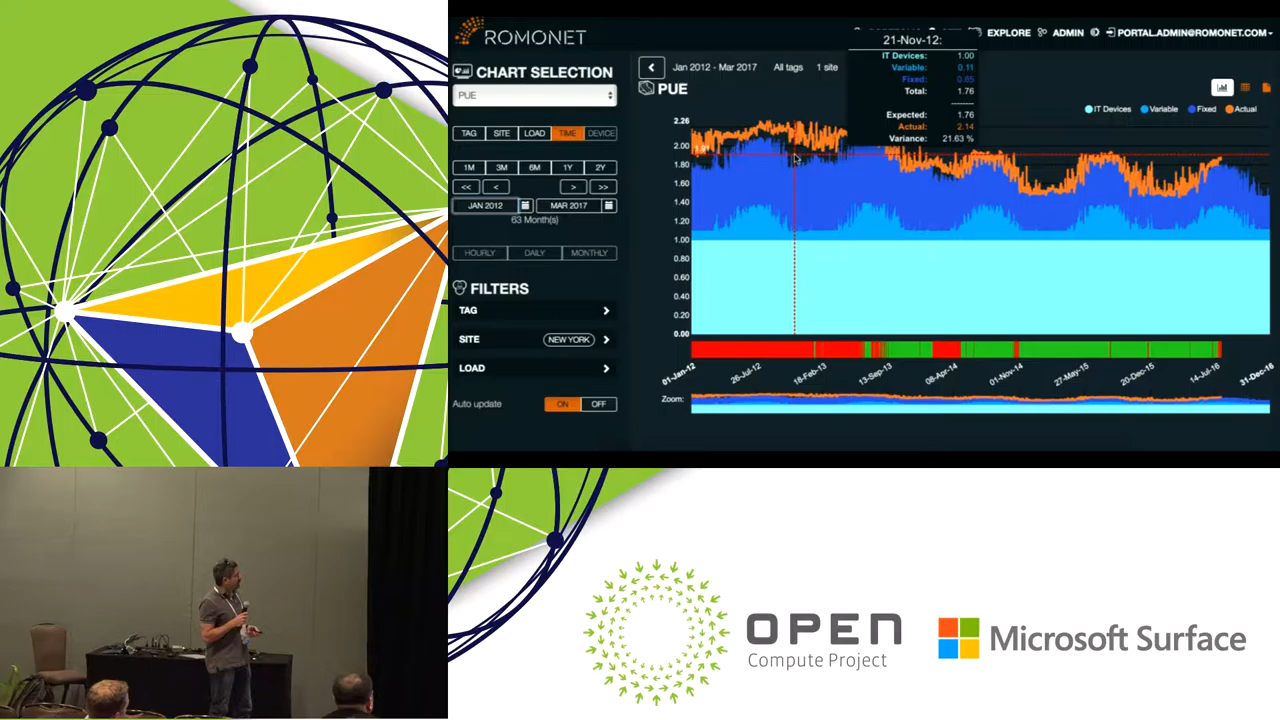 ROMONET
EXPLORE
ADMIN
PORTAL.ADMIN@ROMONET.COM
CHART SELECTION
PUE
TAG
SITE
LOAD
TIME
DEVICE
1M
3M
6M
1Y
2Y
<<
<
>
>>
JAN 2012
MAR 2017
63 Month(s)
HOURLY
DAILY
MONTHLY
FILTERS
TAG
SITE
NEW YORK
LOAD
Auto update
ON
OFF
Jan 2012 - Mar 2017
All tags
1 site
PUE
21-Nov-12:
IT Devices: 1.00
Variable: 0.11
Fixed: 0.65
Total: 1.76
Expected: 1.76
Actual: 2.14
Variance: 21.63 %
IT Devices
Variable
Fixed
Actual
2.26
2.00
1.80
1.60
1.40
1.20
1.00
0.80
0.60
0.40
0.20
0.00
1.91
01-Jan-12
26-Jul-12
18-Feb-13
13-Sep-13
08-Apr-14
01-Nov-14
27-May-15
20-Dec-15
14-Jul-16
31-Dec-16
Zoom:
OPEN
Compute Project
Microsoft Surface